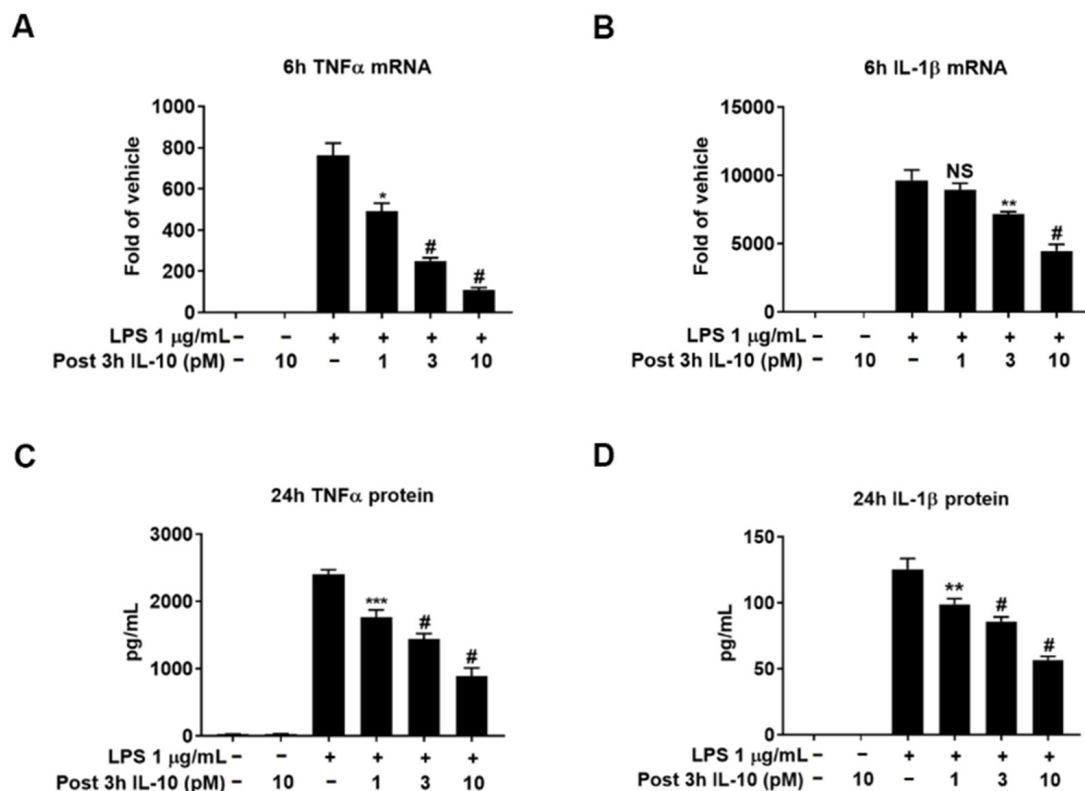 A
6h TNFα mRNA
Fold of vehicle
1000
800
600
400
200
0
*
#
#
LPS 1 μg/mL – – + + + +
Post 3h IL-10 (pM) – 10 – 1 3 10
B
6h IL-1β mRNA
Fold of vehicle
15000
10000
5000
0
NS
**
#
LPS 1 μg/mL – – + + + +
Post 3h IL-10 (pM) – 10 – 1 3 10
C
24h TNFα protein
pg/mL
3000
2000
1000
0
***
#
#
LPS 1 μg/mL – – + + + +
Post 3h IL-10 (pM) – 10 – 1 3 10
D
24h IL-1β protein
pg/mL
150
100
50
0
**
#
#
LPS 1 μg/mL – – + + + +
Post 3h IL-10 (pM) – 10 – 1 3 10